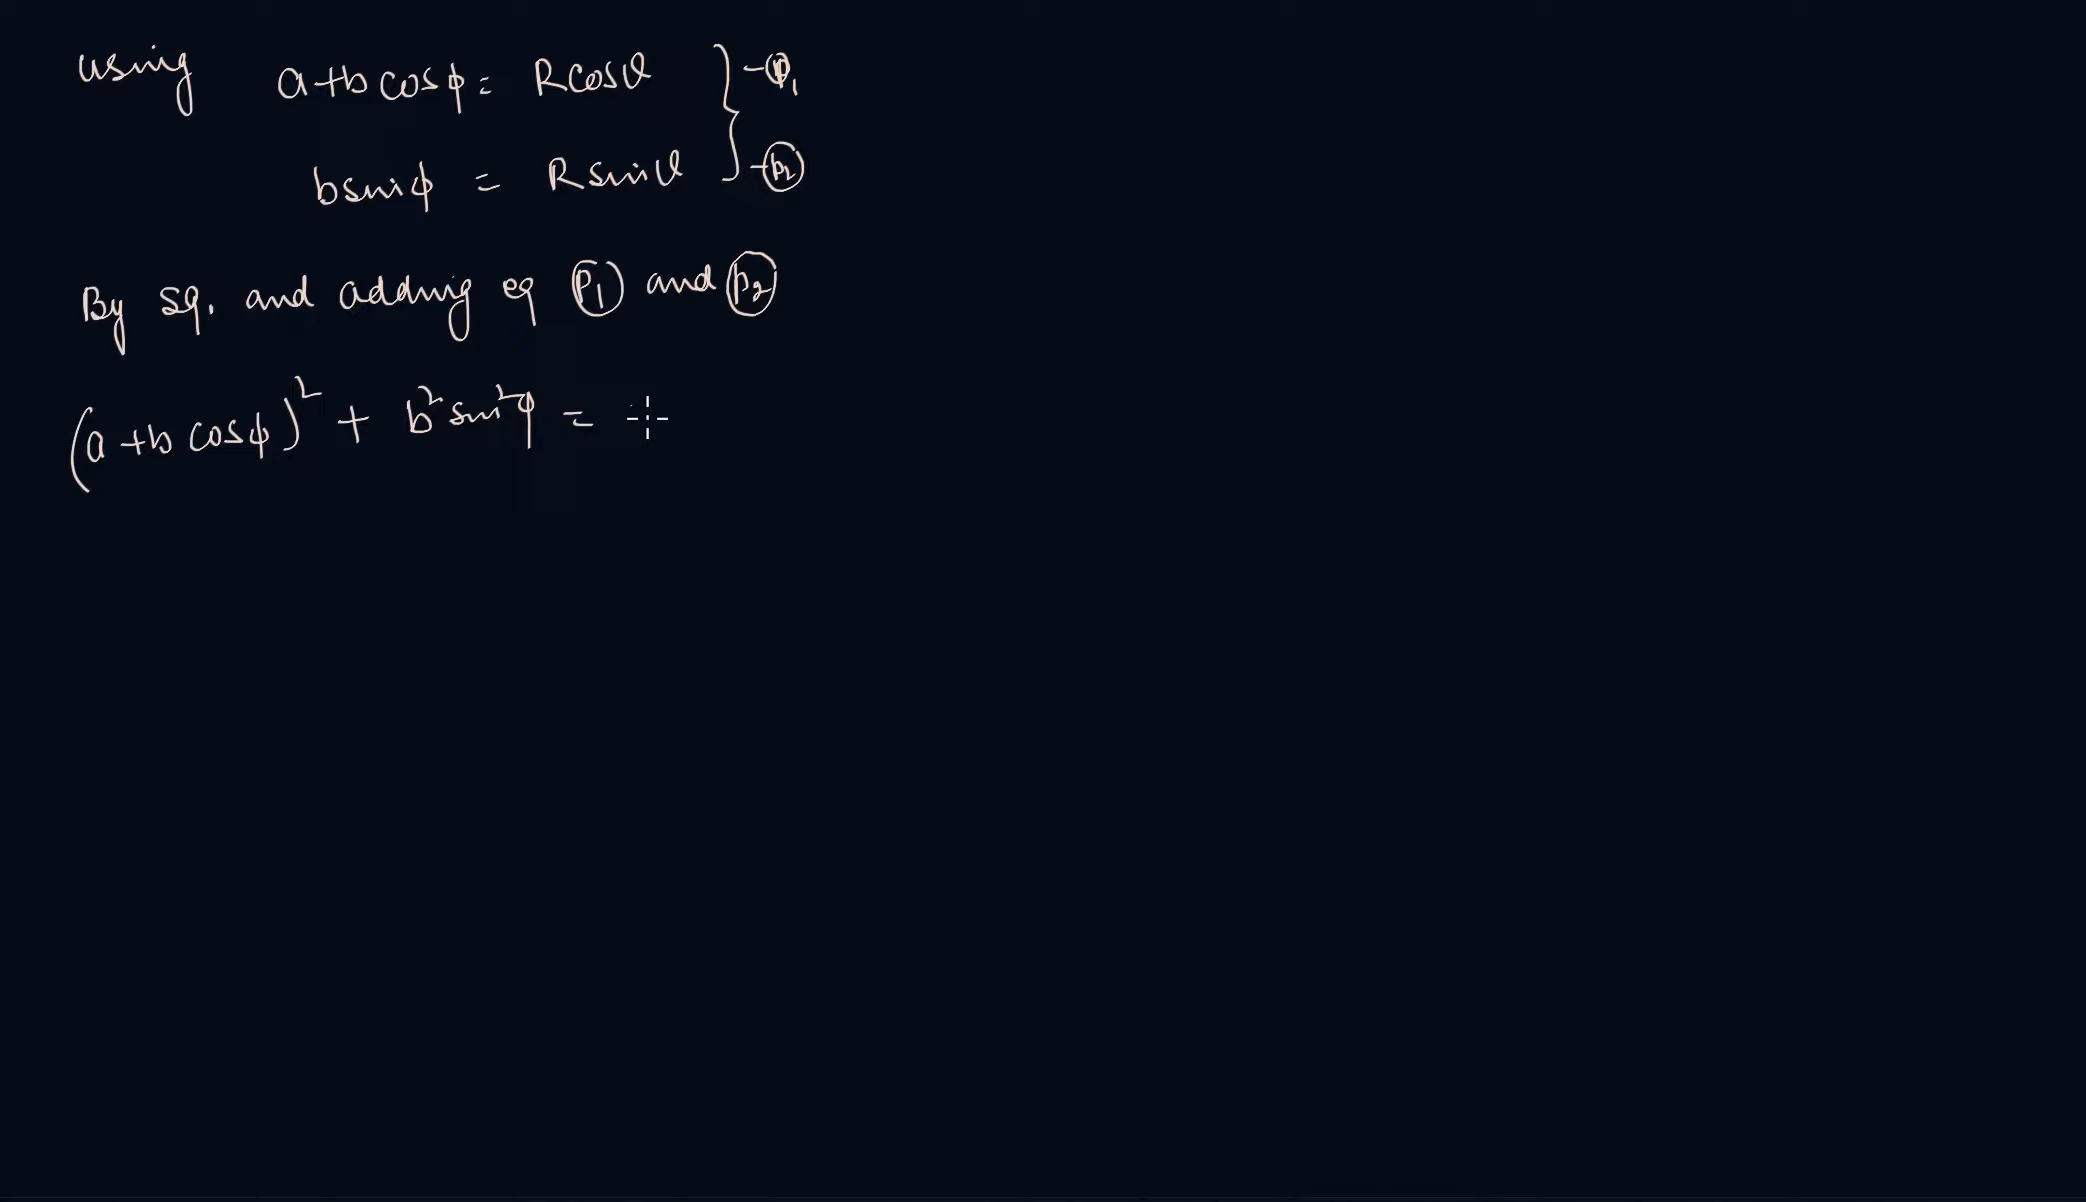 using a+b cosϕ = R cosθ } - (P₁)
b sinϕ = R sinθ - (P₂)
By sq. and adding eq (P₁) and (P₂)
(a+b cosϕ)² + b² sin²ϕ =